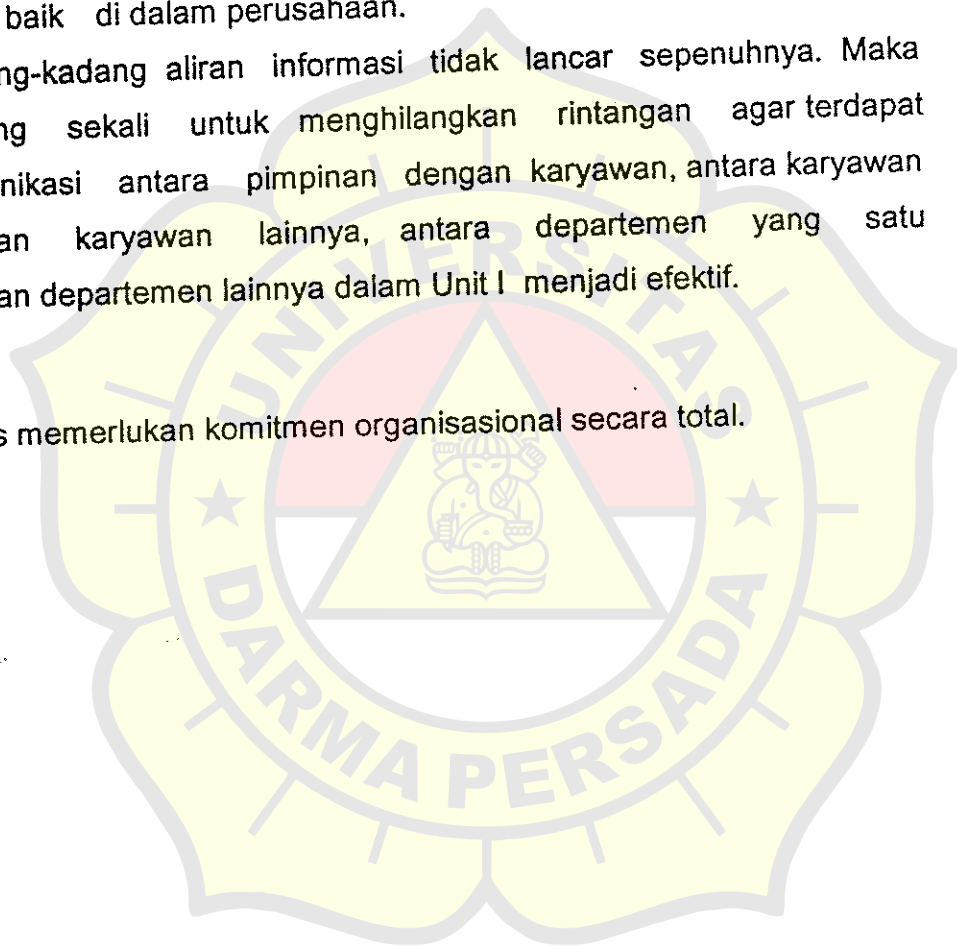 baik di dalam perusahaan.
ng-kadang aliran informasi tidak lancar sepenuhnya. Maka
ng sekali untuk menghilangkan rintangan agar terdapat
nikasi antara pimpinan dengan karyawan, antara karyawan
an karyawan lainnya, antara departemen yang satu
an departemen lainnya dalam Unit I menjadi efektif.
s memerlukan komitmen organisasional secara total.
UNIVERSITAS
DARMA PERSADA